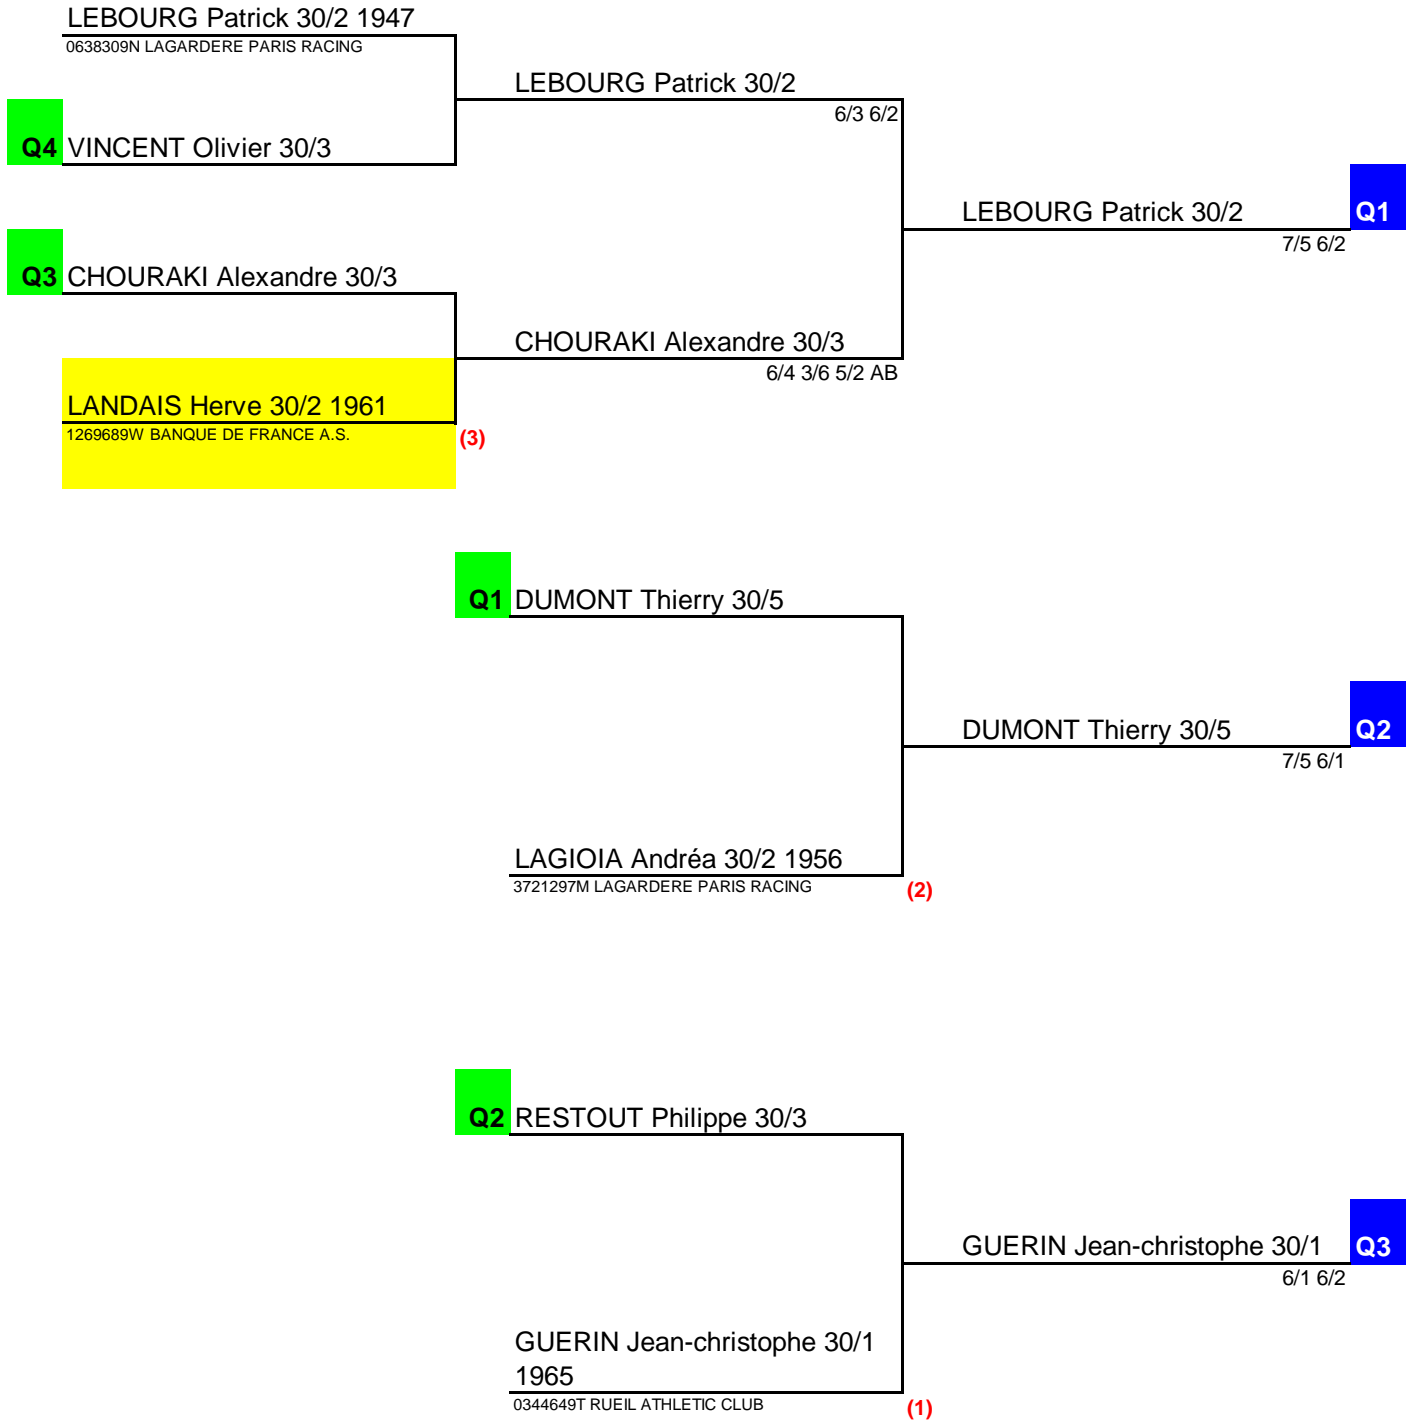 LEBOURG Patrick 30/2 1947
0638309N LAGARDERE PARIS RACING
LEBOURG Patrick 30/2
6/3 6/2
Q4 VINCENT Olivier 30/3
LEBOURG Patrick 30/2 Q1
7/5 6/2
Q3 CHOURAKI Alexandre 30/3
CHOURAKI Alexandre 30/3
6/4 3/6 5/2 AB
LANDAIS Herve 30/2 1961
1269689W BANQUE DE FRANCE A.S.
(3)
Q1 DUMONT Thierry 30/5
DUMONT Thierry 30/5 Q2
7/5 6/1
LAGIOIA Andréa 30/2 1956
3721297M LAGARDERE PARIS RACING
(2)
Q2 RESTOUT Philippe 30/3
GUERIN Jean-christophe 30/1 Q3
6/1 6/2
GUERIN Jean-christophe 30/1
1965
0344649T RUEIL ATHLETIC CLUB
(1)